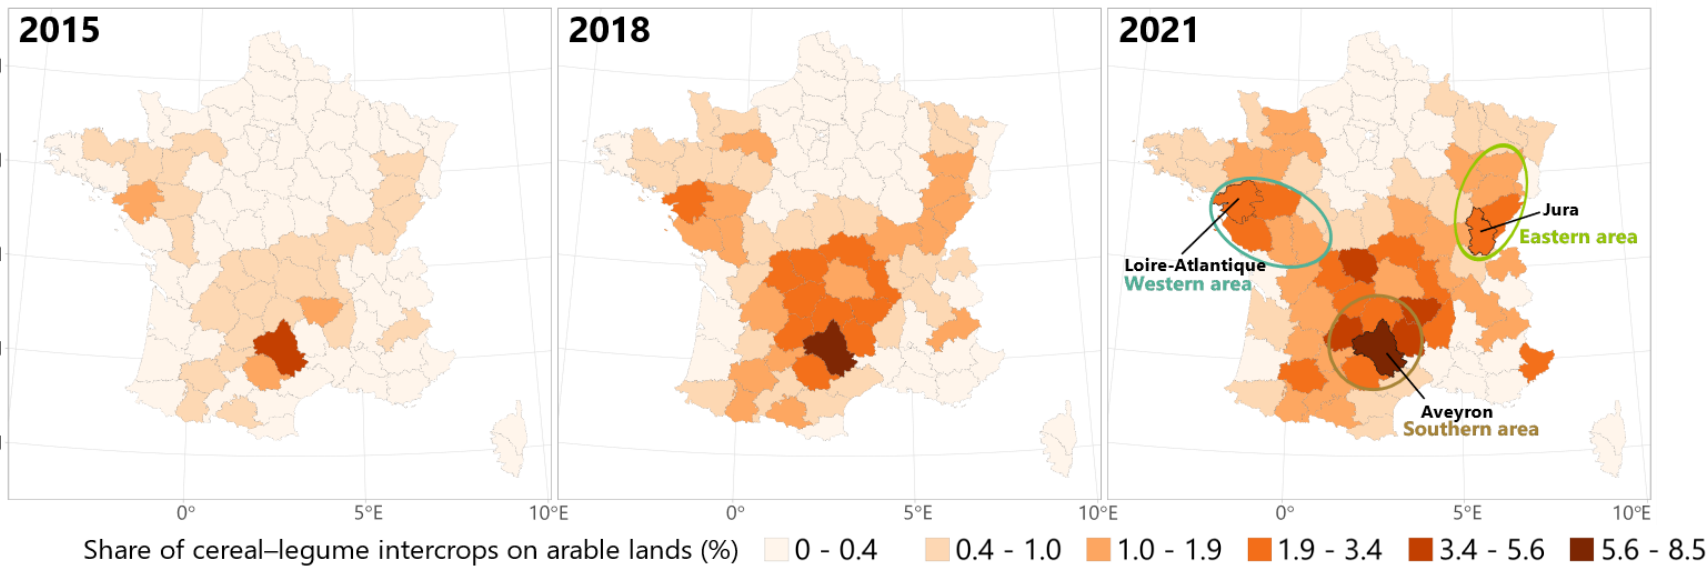 2015
2018
2021
Jura
Eastern area
Loire-Atlantique
Western area
Aveyron
Southern area
0° 5°E 10°E 0° 5°E 10°E 0° 5°E 10°E
Share of cereal–legume intercrops on arable lands (%) 0 - 0.4 0.4 - 1.0 1.0 - 1.9 1.9 - 3.4 3.4 - 5.6 5.6 - 8.5